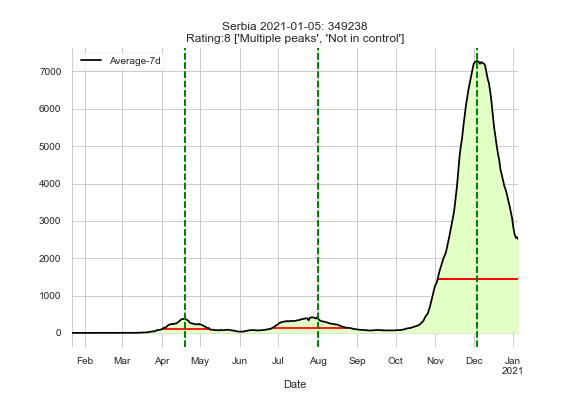 Serbia 2021-01-05: 349238
Rating:8 ['Multiple peaks', 'Not in control']
Average-7d
7000
6000
5000
4000
3000
2000
1000
0
Feb Mar Apr May Jun Jul Aug Sep Oct Nov Dec Jan
2021
Date